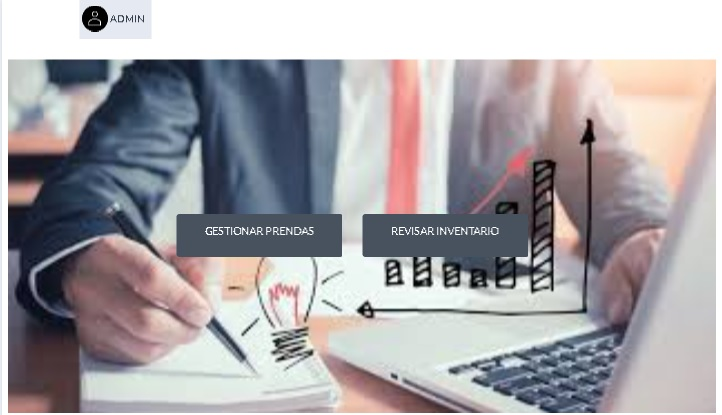 ADMIN
GESTIONAR PRENDAS
REVISAR INVENTARIO